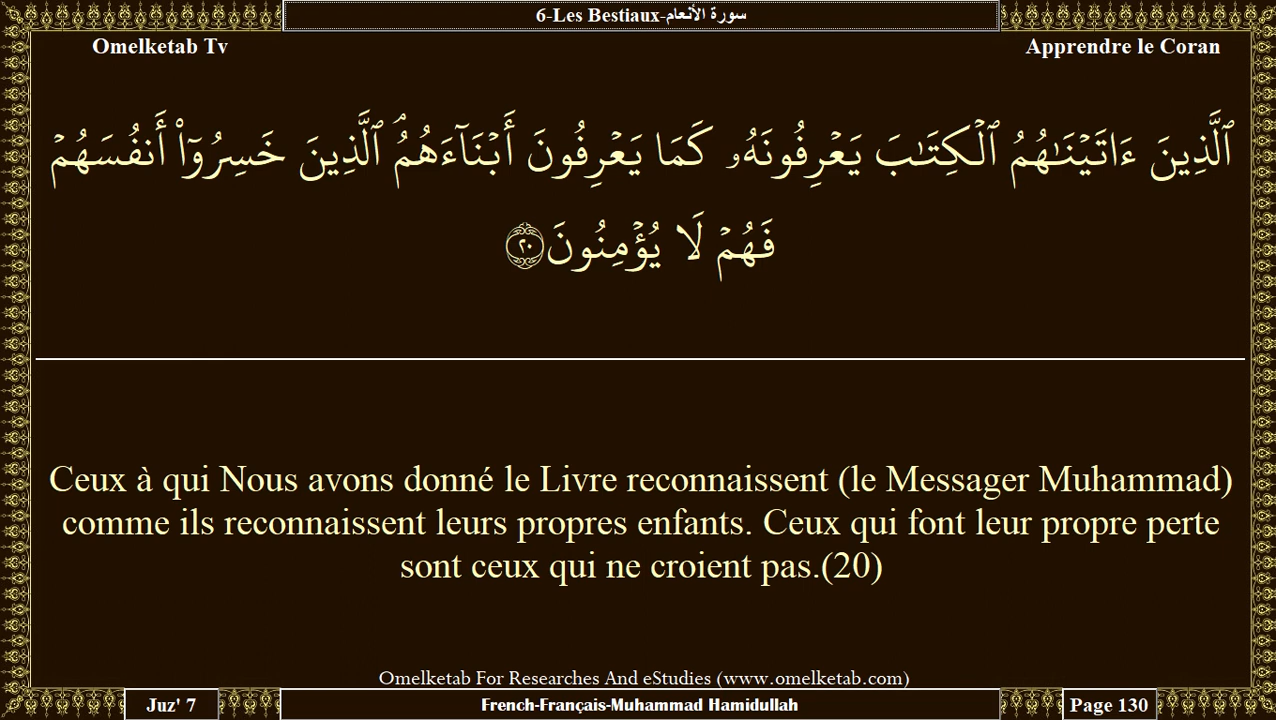 6-Les Bestiaux-سورة الأنعام
Omelketab Tv
Apprendre le Coran
ٱلَّذِينَ ءَاتَيۡنَٰهُمُ ٱلۡكِتَٰبَ يَعۡرِفُونَهُۥ كَمَا يَعۡرِفُونَ أَبۡنَآءَهُمُۘ ٱلَّذِينَ خَسِرُوٓاْ أَنفُسَهُمۡ
فَهُمۡ لَا يُؤۡمِنُونَ ٢٠
Ceux à qui Nous avons donné le Livre reconnaissent (le Messager Muhammad)
comme ils reconnaissent leurs propres enfants. Ceux qui font leur propre perte
sont ceux qui ne croient pas.(20)
Omelketab For Researches And eStudies (www.omelketab.com)
Juz' 7
French-Français-Muhammad Hamidullah
Page 130